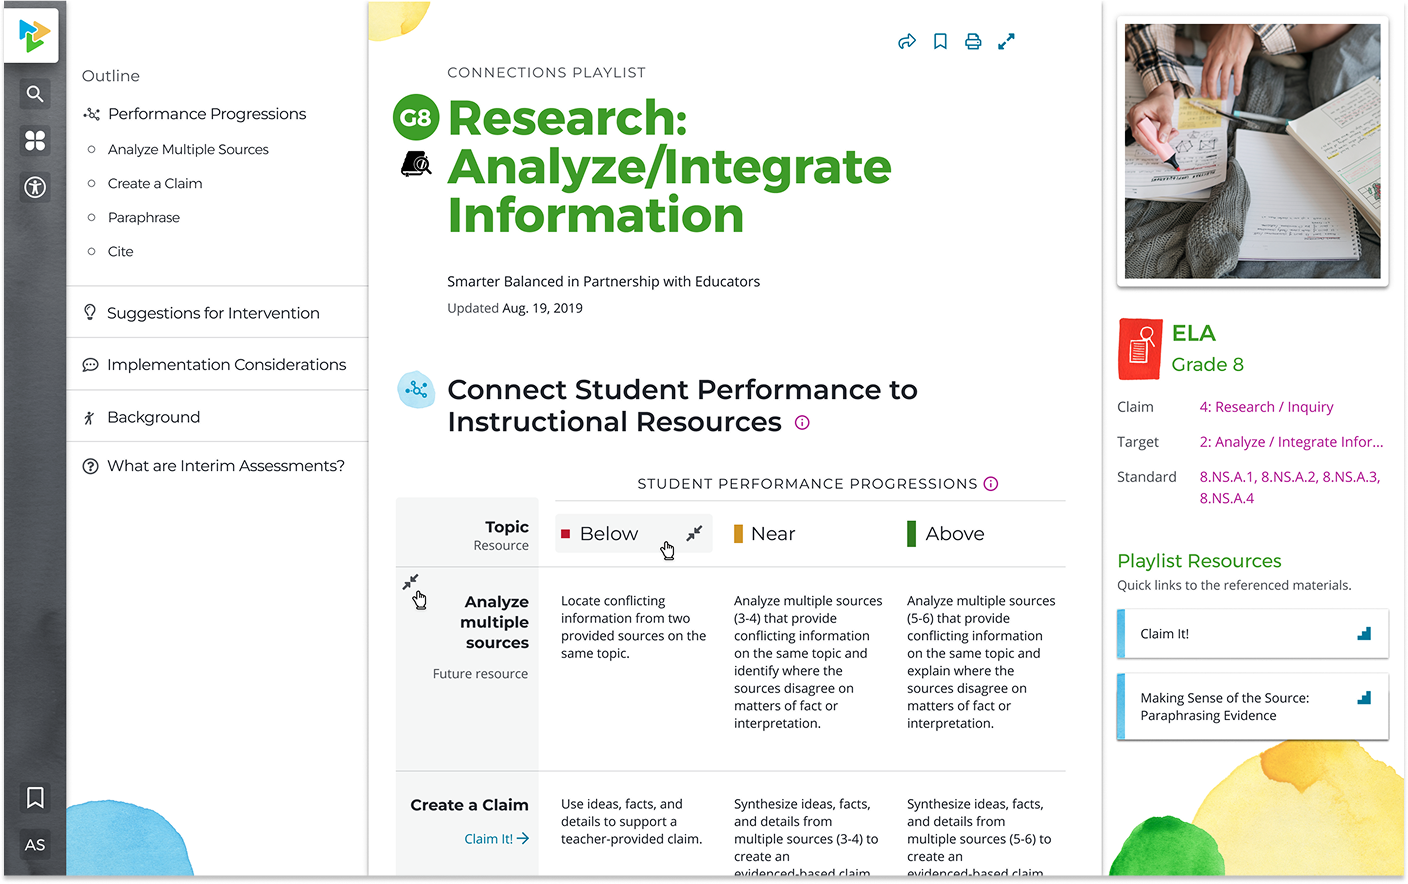 Outline
Performance Progressions
Analyze Multiple Sources
Create a Claim
Paraphrase
Cite
Suggestions for Intervention
Implementation Considerations
Background
What are Interim Assessments?
AS
CONNECTIONS PLAYLIST
G8
Research:
Analyze/Integrate
Information
Smarter Balanced in Partnership with Educators
Updated Aug. 19, 2019
Connect Student Performance to
Instructional Resources
STUDENT PERFORMANCE PROGRESSIONS
Topic
Resource
Below
Near
Above
Analyze
multiple
sources
Future resource
Locate conflicting
information from two
provided sources on the
same topic.
Analyze multiple sources
(3-4) that provide
conflicting information
on the same topic and
identify where the
sources disagree on
matters of fact or
interpretation.
Analyze multiple sources
(5-6) that provide
conflicting information
on the same topic and
explain where the
sources disagree on
matters of fact or
interpretation.
Create a Claim
Claim It!
Use ideas, facts, and
details to support a
teacher-provided claim.
Synthesize ideas, facts,
and details from
multiple sources (3-4) to
create an
evidenced-based claim
Synthesize ideas, facts,
and details from
multiple sources (5-6) to
create an
evidenced-based claim
ELA
Grade 8
Claim 4: Research / Inquiry
Target 2: Analyze / Integrate Infor...
Standard 8.NS.A.1, 8.NS.A.2, 8.NS.A.3,
8.NS.A.4
Playlist Resources
Quick links to the referenced materials.
Claim It!
Making Sense of the Source:
Paraphrasing Evidence